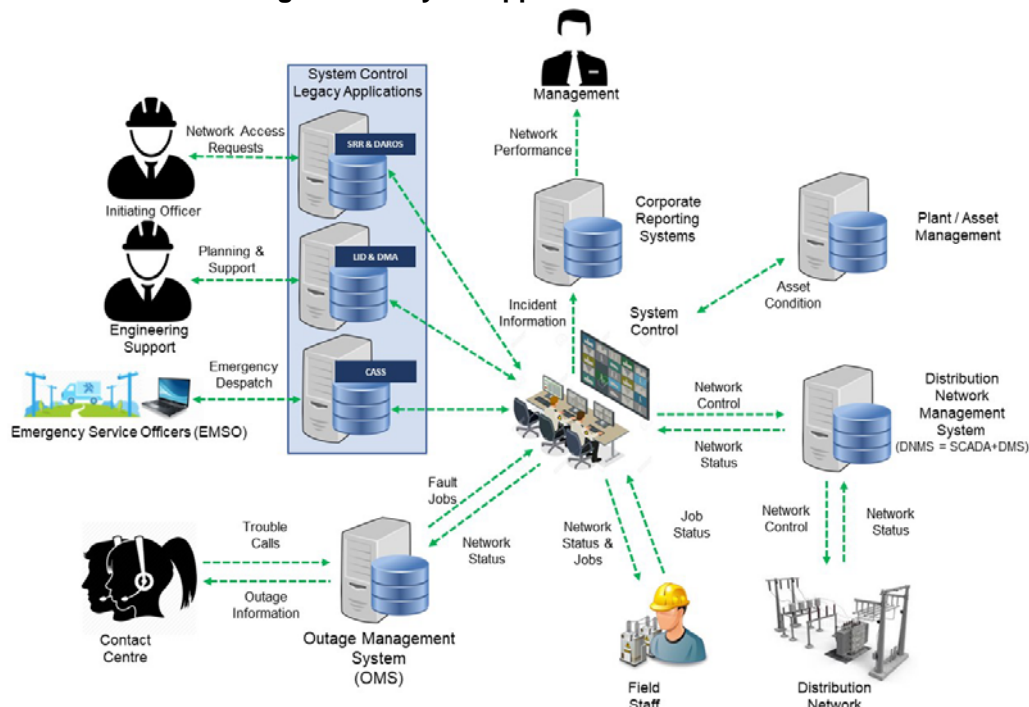 Management
System Control
Legacy Applications
SRR & DAROS
Network Access
Requests
Initiating Officer
Network
Performance
Corporate
Reporting
Systems
Plant / Asset
Management
LID & DMA
Planning &
Support
Engineering
Support
Asset
Condition
Incident
Information
System
Control
CASS
Emergency
Despatch
Emergency Service Officers (EMSO)
Network
Control
Network
Status
Distribution
Network
Management
System
(DNMS = SCADA+DMS)
Fault
Jobs
Network
Status
Network
Status &
Jobs
Job
Status
Network
Control
Network
Status
Trouble
Calls
Outage
Information
Contact
Centre
Outage Management
System
(OMS)
Field
Staff
Distribution
Network